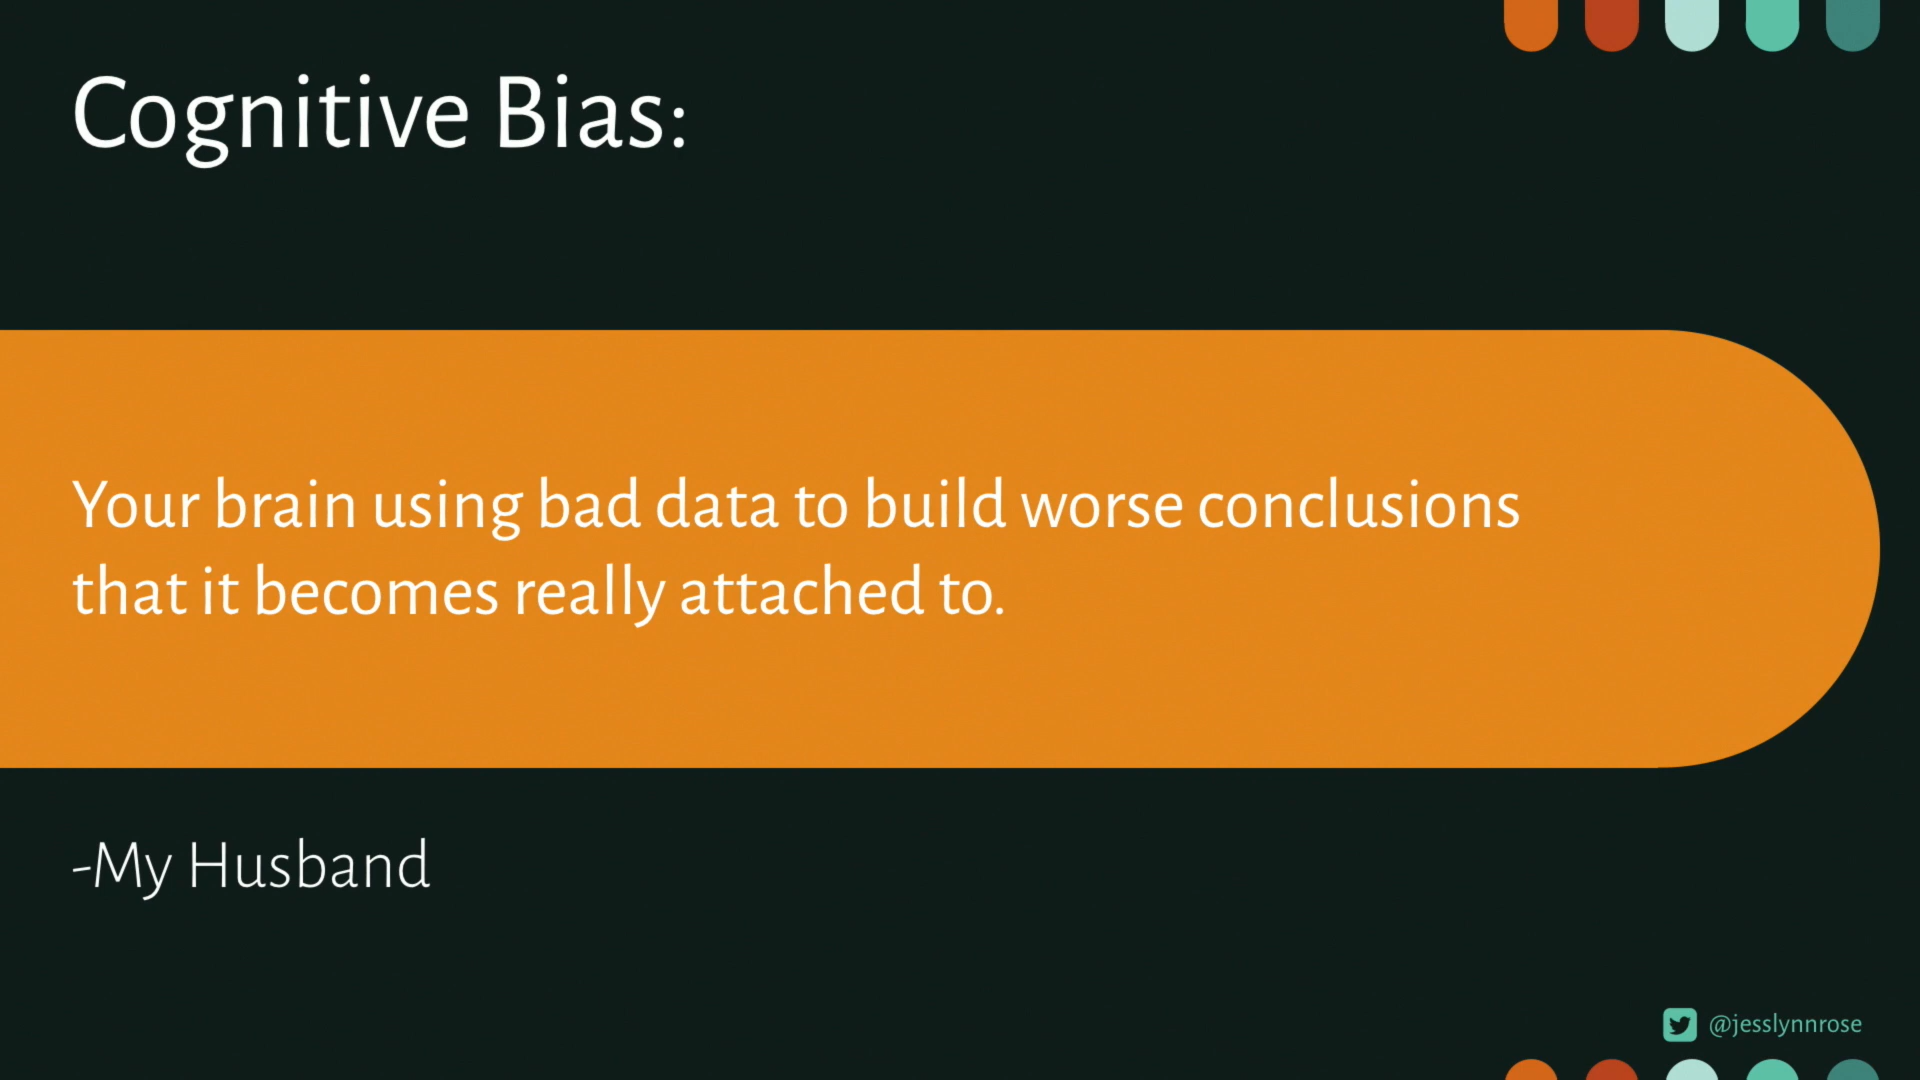 Cognitive Bias:
Your brain using bad data to build worse conclusions
that it becomes really attached to.
-My Husband
@jesslynnrose